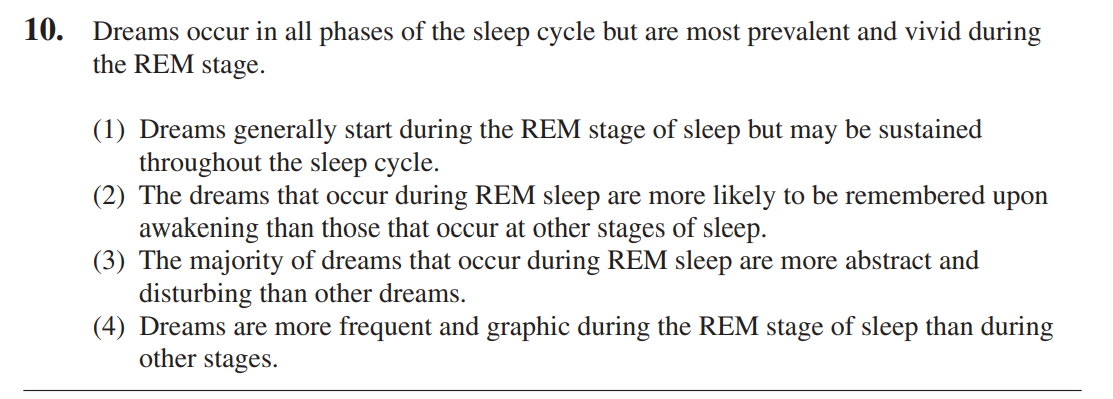 10. Dreams occur in all phases of the sleep cycle but are most prevalent and vivid during
the REM stage.
(1) Dreams generally start during the REM stage of sleep but may be sustained
throughout the sleep cycle.
(2) The dreams that occur during REM sleep are more likely to be remembered upon
awakening than those that occur at other stages of sleep.
(3) The majority of dreams that occur during REM sleep are more abstract and
disturbing than other dreams.
(4) Dreams are more frequent and graphic during the REM stage of sleep than during
other stages.